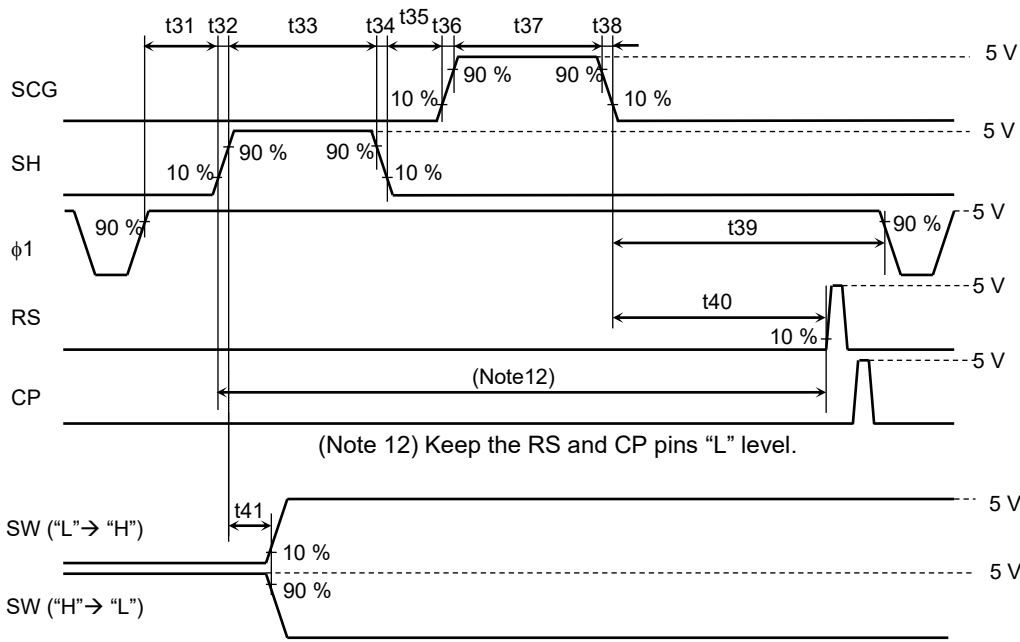 t31 t32 t33 t34 t35 t36 t37 t38
5 V
SCG
90 % 90 %
10 % 10 %
5 V
SH
90 % 90 %
10 % 10 %
5 V
90 % 90 %
ϕ1
t39
5 V
RS
t40
10 %
5 V
(Note12)
CP
(Note 12) Keep the RS and CP pins “L” level.
5 V
t41
SW (“L”→ “H”)
10 %
5 V
90 %
SW (“H”→ “L”)